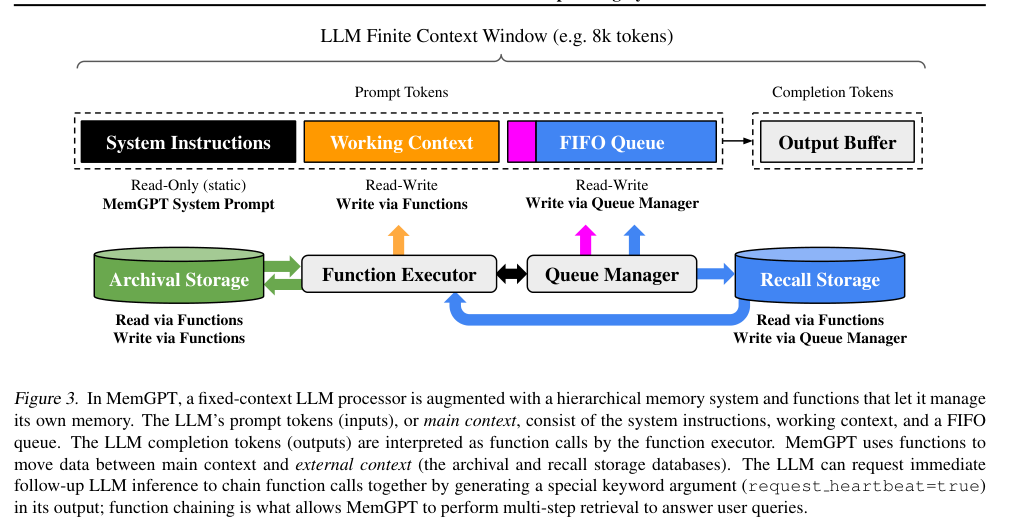 LLM Finite Context Window (e.g. 8k tokens)
Prompt Tokens
Completion Tokens
System Instructions
Working Context
FIFO Queue
Output Buffer
Read-Only (static)
MemGPT System Prompt
Read-Write
Write via Functions
Read-Write
Write via Queue Manager
Archival Storage
Function Executor
Queue Manager
Recall Storage
Read via Functions
Write via Functions
Read via Functions
Write via Queue Manager
Figure 3. In MemGPT, a fixed-context LLM processor is augmented with a hierarchical memory system and functions that let it manage
its own memory. The LLM's prompt tokens (inputs), or main context, consist of the system instructions, working context, and a FIFO
queue. The LLM completion tokens (outputs) are interpreted as function calls by the function executor. MemGPT uses functions to
move data between main context and external context (the archival and recall storage databases). The LLM can request immediate
follow-up LLM inference to chain function calls together by generating a special keyword argument (request_heartbeat=true)
in its output; function chaining is what allows MemGPT to perform multi-step retrieval to answer user queries.